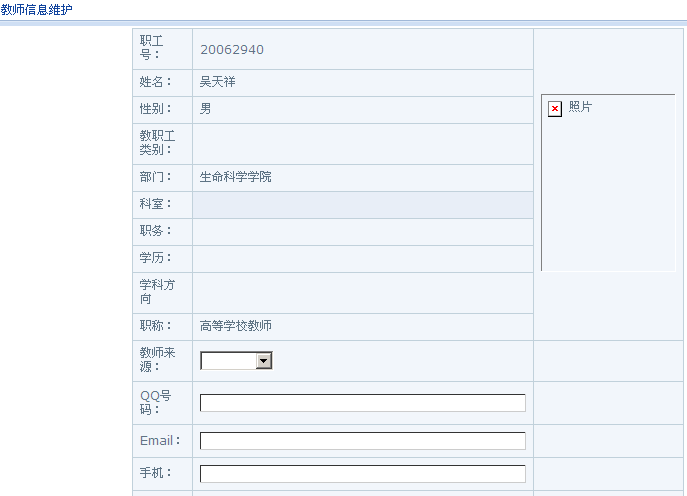 教师信息维护
职工
号：
20062940
姓名：
吴天祥
照片
性别：
男
教职工
类别：
部门：
生命科学学院
科室：
职务：
学历：
学科方
向
职称：
高等学校教师
教师来
源：
QQ号
码：
Email：
手机：